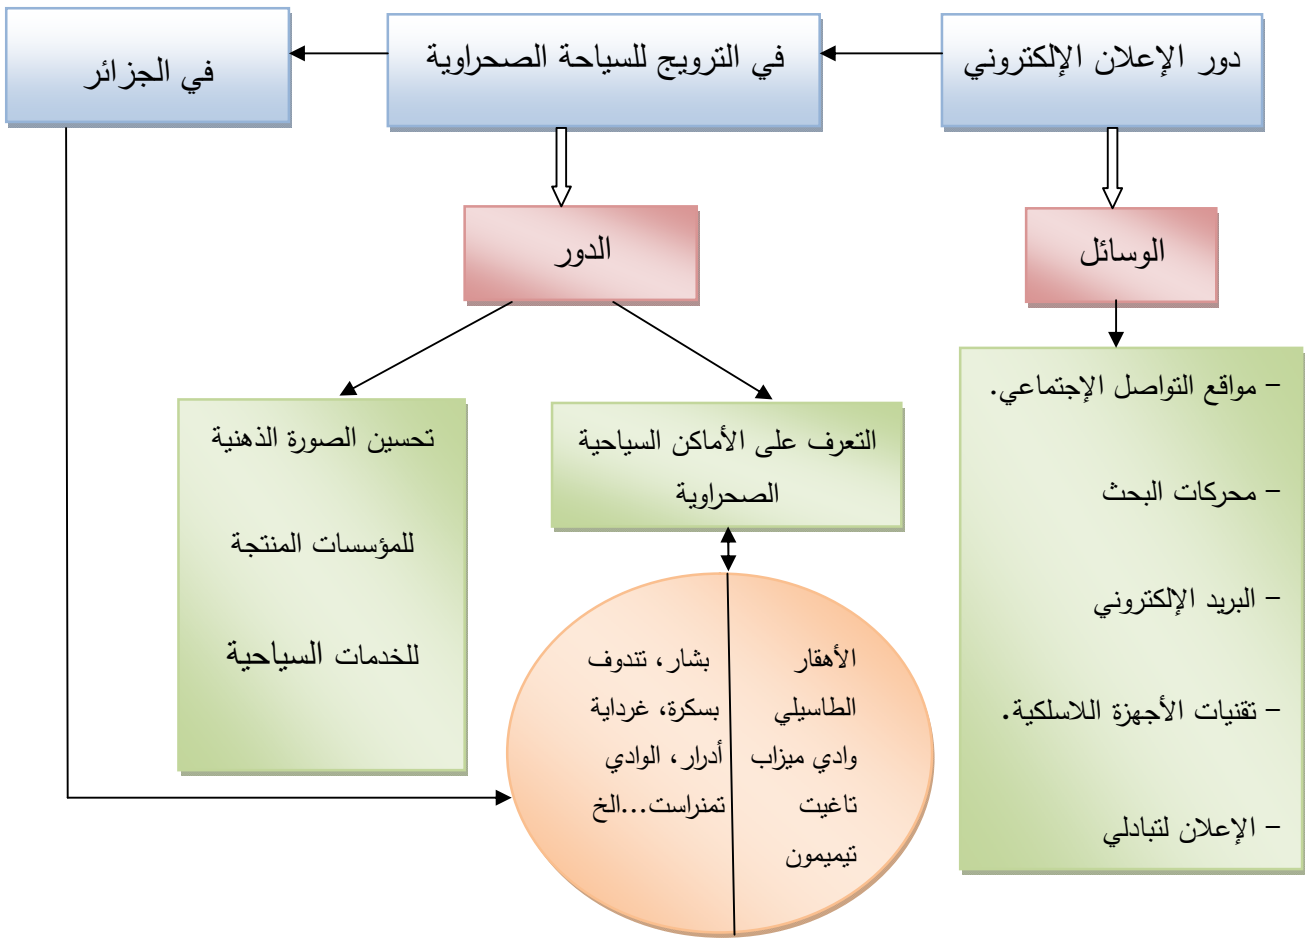 دور الإعلان الإلكتروني
في الترويج للسياحة الصحراوية
في الجزائر
الوسائل
- مواقع التواصل الإجتماعي.
- محركات البحث
- البريد الإلكتروني
- تقنيات الأجهزة اللاسلكية.
- الإعلان لتبادلي
الدور
التعرف على الأماكن السياحية
الصحراوية
الأهقار
الطاسيلي
وادي ميزاب
تاغيت
تيميمون
بشار، تندوف
بسكرة، غرداية
أدرار، الوادي
تمنراست...الخ
تحسين الصورة الذهنية
للمؤسسات المنتجة
للخدمات السياحية